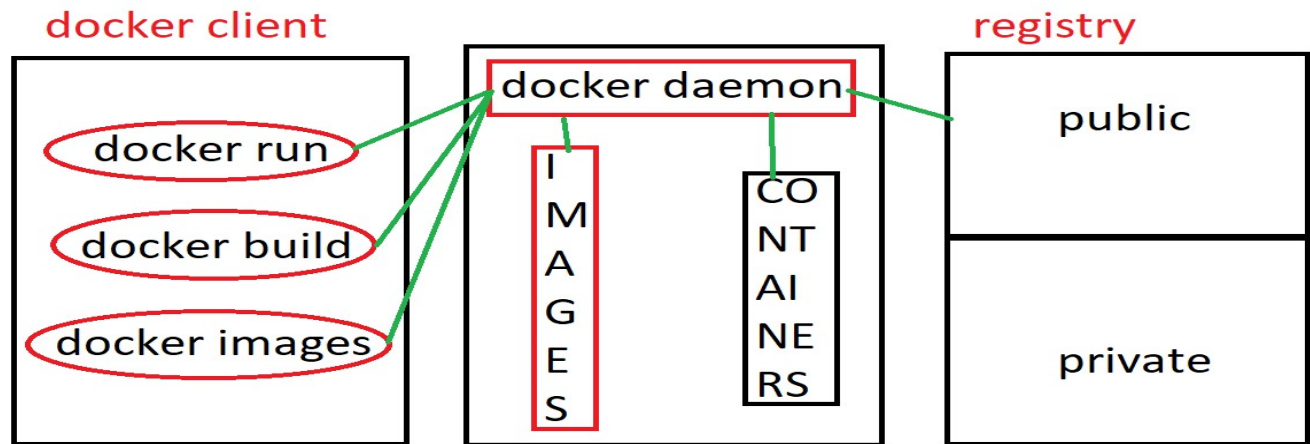 docker client
docker run
docker build
docker images
docker daemon
I
M
A
G
E
S
CO
NT
AI
NE
RS
registry
public
private